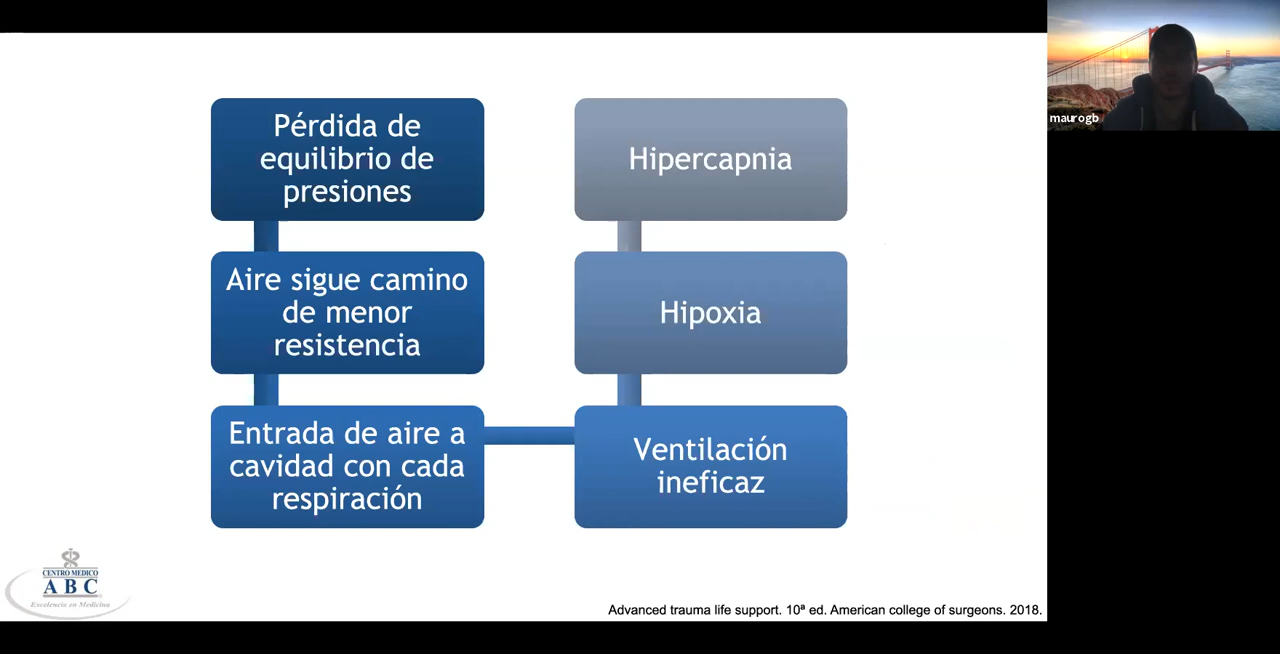 Pérdida de
equilibrio de
presiones
Aire sigue camino
de menor
resistencia
Entrada de aire a
cavidad con cada
respiración
Ventilación
ineficaz
Hipoxia
Hipercapnia
maurogb
CENTRO MEDICO
A B C
Excelencia en Medicina
Advanced trauma life support. 10ª ed. American college of surgeons. 2018.